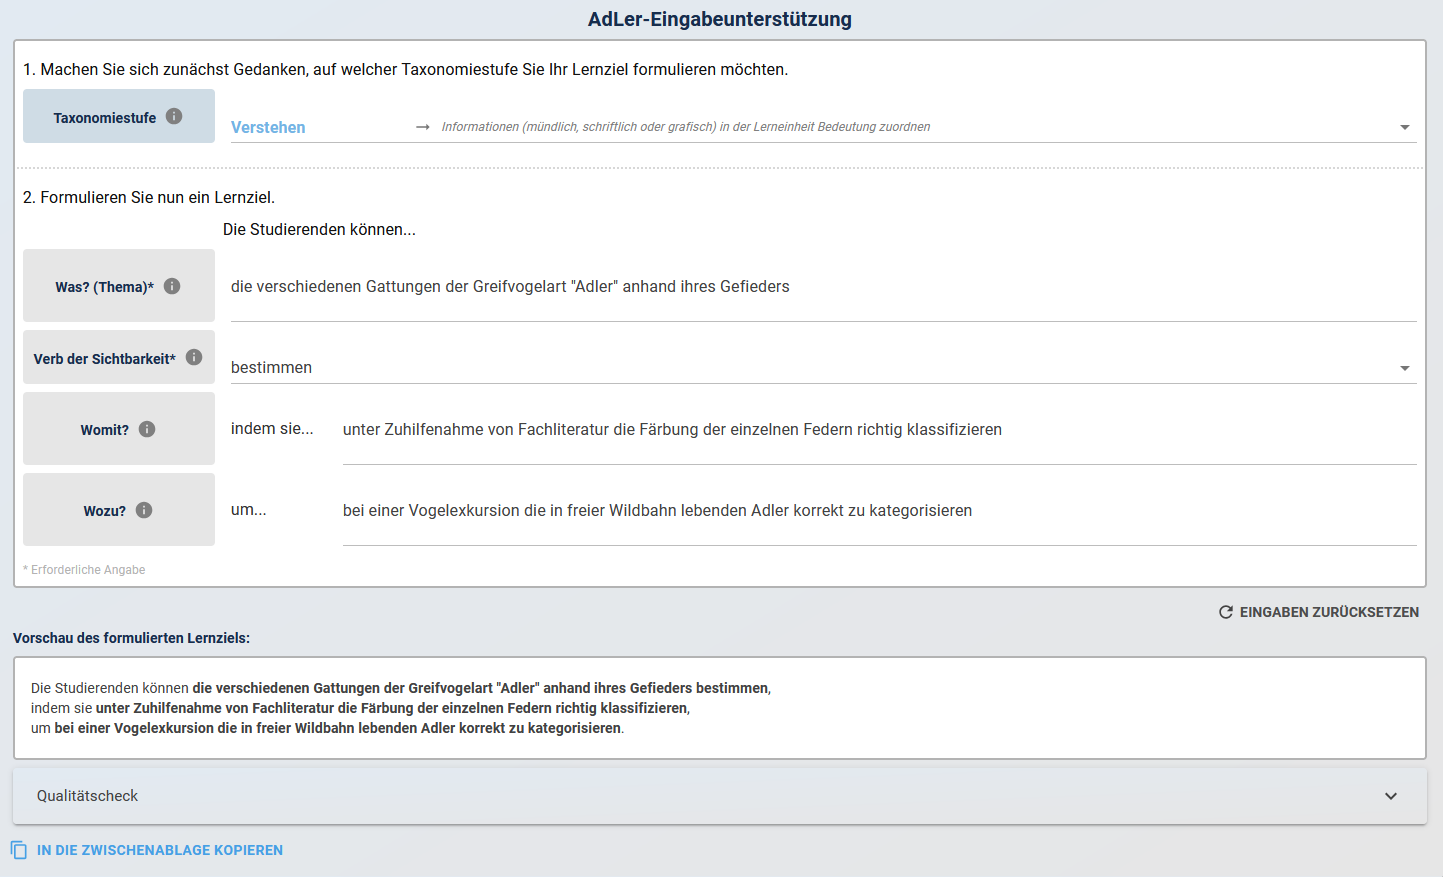 AdLer-Eingabeunterstützung
1. Machen Sie sich zunächst Gedanken, auf welcher Taxonomiestufe Sie Ihr Lernziel formulieren möchten.
Taxonomiestufe
Verstehen → Informationen (mündlich, schriftlich oder grafisch) in der Lerneinheit Bedeutung zuordnen
2. Formulieren Sie nun ein Lernziel.
Die Studierenden können...
Was? (Thema)*
die verschiedenen Gattungen der Greifvogelart "Adler" anhand ihres Gefieders
Verb der Sichtbarkeit*
bestimmen
Womit?
indem sie...
unter Zuhilfenahme von Fachliteratur die Färbung der einzelnen Federn richtig klassifizieren
Wozu?
um...
bei einer Vogelexkursion die in freier Wildbahn lebenden Adler korrekt zu kategorisieren
* Erforderliche Angabe
EINGABEN ZURÜCKSETZEN
Vorschau des formulierten Lernziels:
Die Studierenden können die verschiedenen Gattungen der Greifvogelart "Adler" anhand ihres Gefieders bestimmen,
indem sie unter Zuhilfenahme von Fachliteratur die Färbung der einzelnen Federn richtig klassifizieren,
um bei einer Vogelexkursion die in freier Wildbahn lebenden Adler korrekt zu kategorisieren.
Qualitätscheck
IN DIE ZWISCHENABLAGE KOPIEREN